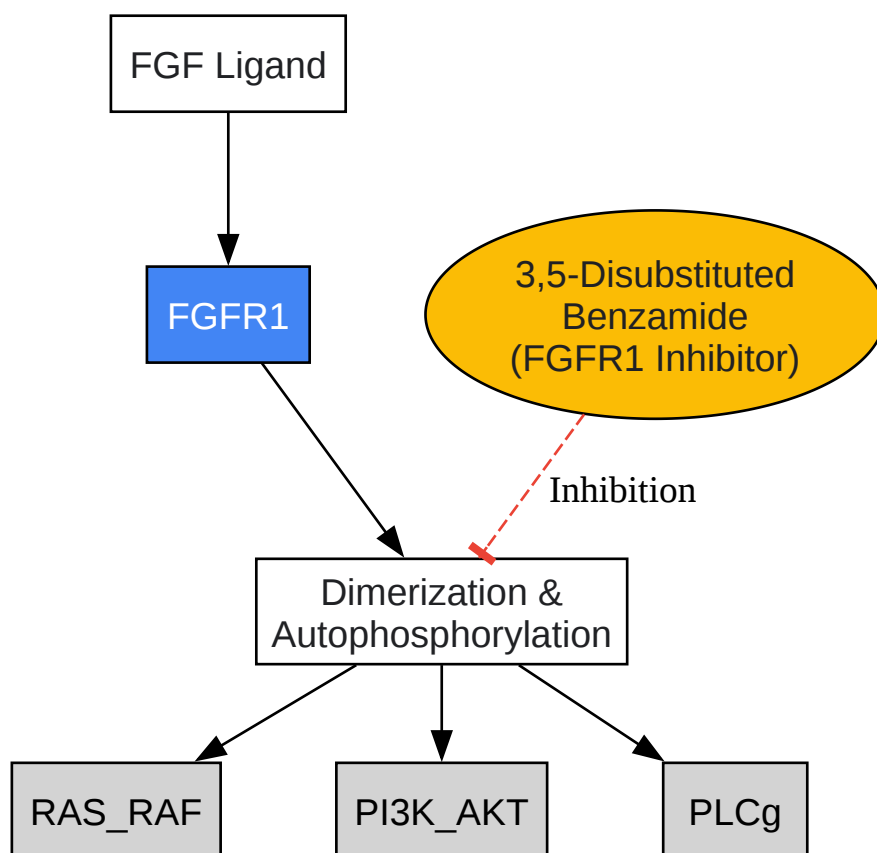 FGF Ligand
FGFR1
3,5-Disubstituted
Benzamide
(FGFR1 Inhibitor)
Inhibition
Dimerization &
Autophosphorylation
RAS_RAF
PI3K_AKT
PLCg